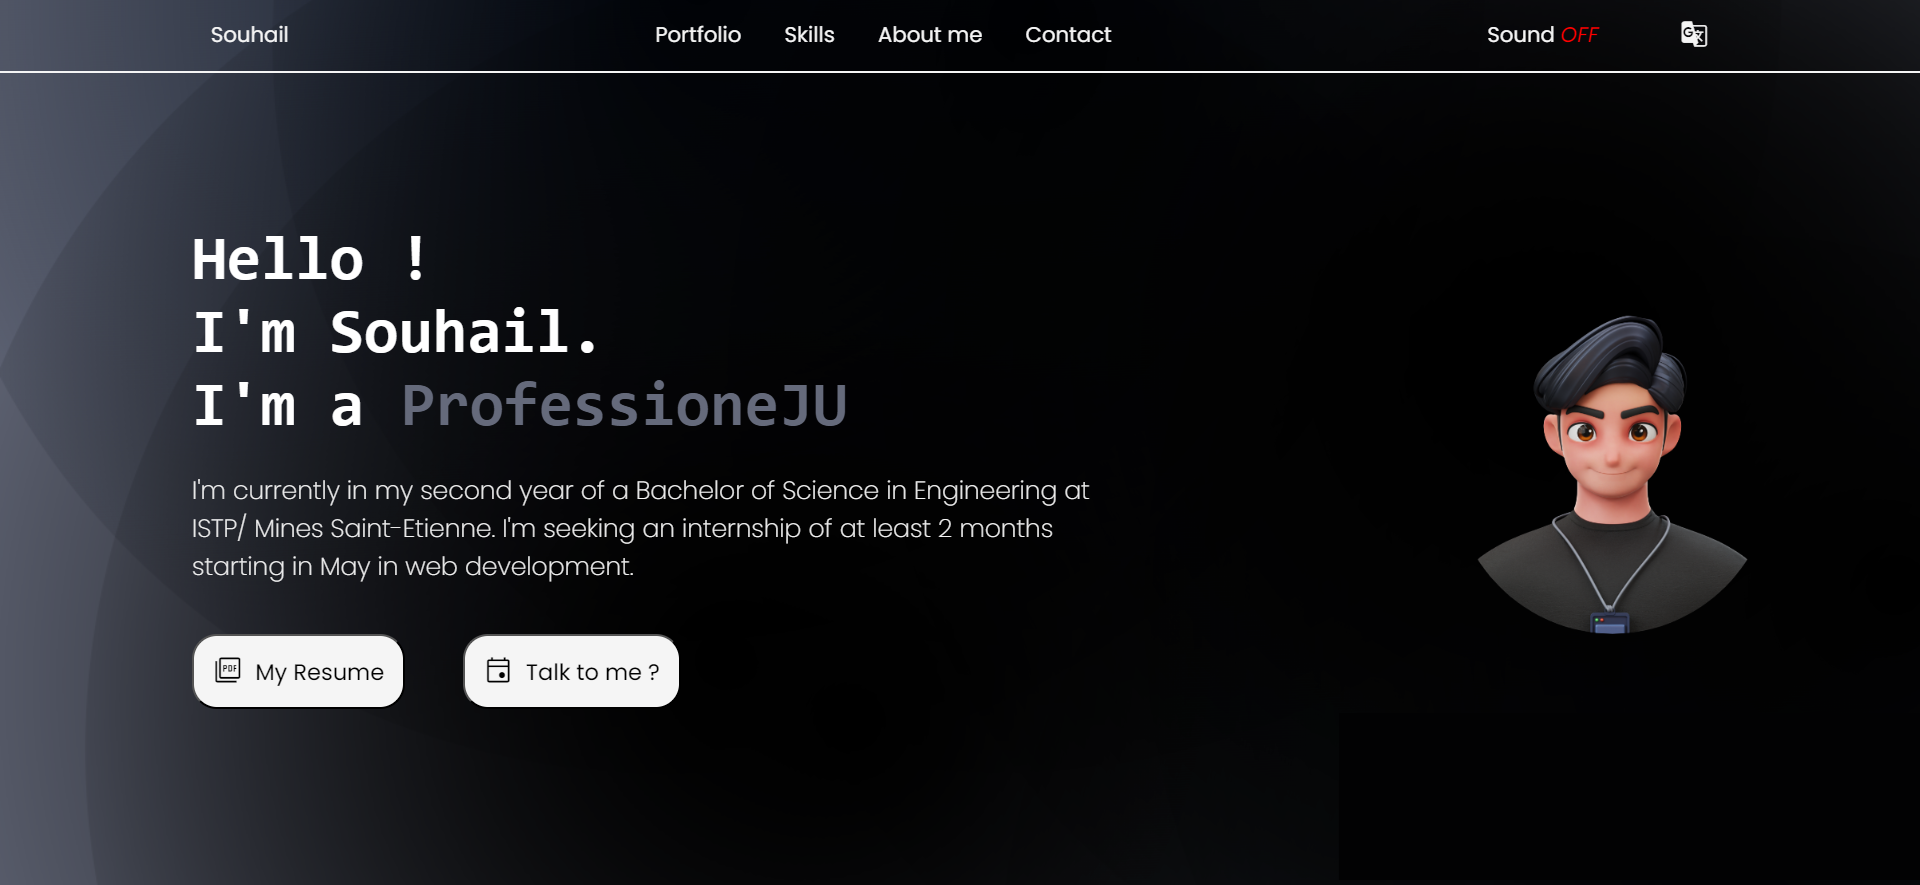 Souhail
Portfolio Skills About me Contact
Sound OFF
Hello !
I'm Souhail.
I'm a ProfessioneJU
I'm currently in my second year of a Bachelor of Science in Engineering at
ISTP/ Mines Saint-Etienne. I'm seeking an internship of at least 2 months
starting in May in web development.
PDF My Resume
Talk to me ?